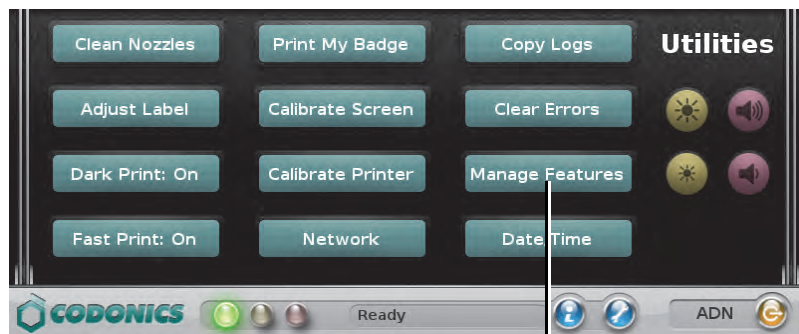 Clean Nozzles Print My Badge Copy Logs Utilities
Adjust Label Calibrate Screen Clear Errors
Dark Print: On Calibrate Printer Manage Features
Fast Print: On Network Date/Time
CODONICS Ready ADN